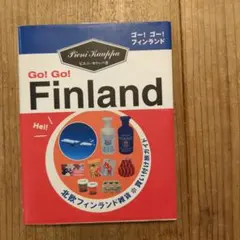 Pieni Kauppa
ピエニ・カウッパ著
ゴー！ ゴー！
フィンランド
Go! Go!
Finland
Hei!
北欧フィンランド雑貨の買い付け旅ガイド